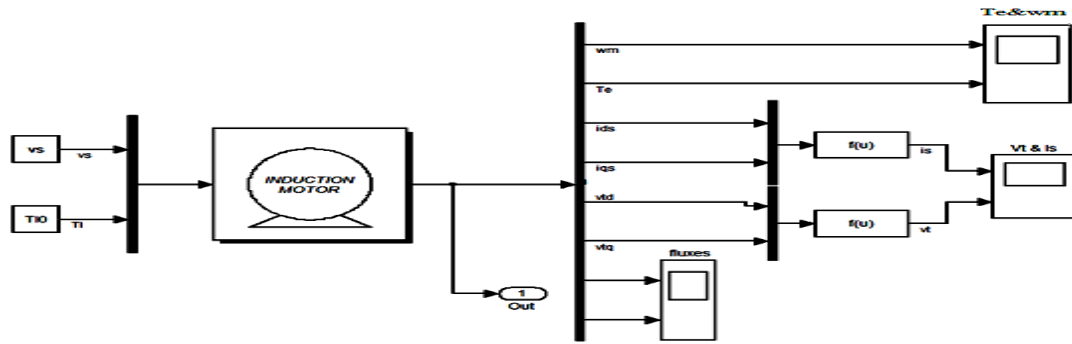 Te&wm
wm
Te
ids
iqs
vtd
vtq
vs
vs
Tl0
Tl
INDUCTION
MOTOR
f(u)
is
Vt & Is
f(u)
vt
fluxes
1
Out